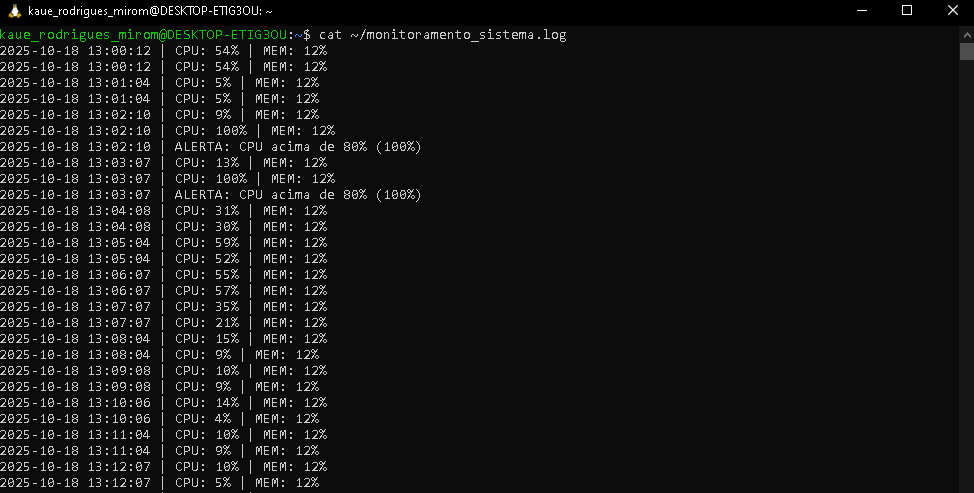 kaue_rodrigues_mirom@DESKTOP-ETIG3OU: ~
kaue_rodrigues_mirom@DESKTOP-ETIG3OU:~$ cat ~/monitoramento_sistema.log
2025-10-18 13:00:12 | CPU: 54% | MEM: 12%
2025-10-18 13:00:12 | CPU: 54% | MEM: 12%
2025-10-18 13:01:04 | CPU: 5% | MEM: 12%
2025-10-18 13:01:04 | CPU: 5% | MEM: 12%
2025-10-18 13:02:10 | CPU: 9% | MEM: 12%
2025-10-18 13:02:10 | CPU: 100% | MEM: 12%
2025-10-18 13:02:10 | ALERTA: CPU acima de 80% (100%)
2025-10-18 13:03:07 | CPU: 13% | MEM: 12%
2025-10-18 13:03:07 | CPU: 100% | MEM: 12%
2025-10-18 13:03:07 | ALERTA: CPU acima de 80% (100%)
2025-10-18 13:04:08 | CPU: 31% | MEM: 12%
2025-10-18 13:04:08 | CPU: 30% | MEM: 12%
2025-10-18 13:05:04 | CPU: 59% | MEM: 12%
2025-10-18 13:05:04 | CPU: 52% | MEM: 12%
2025-10-18 13:06:07 | CPU: 55% | MEM: 12%
2025-10-18 13:06:07 | CPU: 57% | MEM: 12%
2025-10-18 13:07:07 | CPU: 35% | MEM: 12%
2025-10-18 13:07:07 | CPU: 21% | MEM: 12%
2025-10-18 13:08:04 | CPU: 15% | MEM: 12%
2025-10-18 13:08:04 | CPU: 9% | MEM: 12%
2025-10-18 13:09:08 | CPU: 10% | MEM: 12%
2025-10-18 13:09:08 | CPU: 9% | MEM: 12%
2025-10-18 13:10:06 | CPU: 14% | MEM: 12%
2025-10-18 13:10:06 | CPU: 4% | MEM: 12%
2025-10-18 13:11:04 | CPU: 10% | MEM: 12%
2025-10-18 13:11:04 | CPU: 9% | MEM: 12%
2025-10-18 13:12:07 | CPU: 10% | MEM: 12%
2025-10-18 13:12:07 | CPU: 5% | MEM: 12%